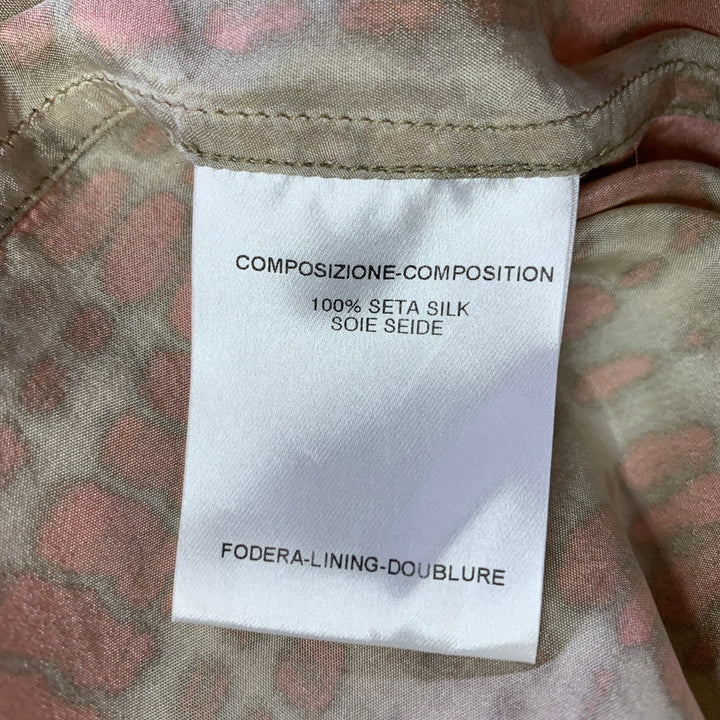 COMPOSIZIONE-COMPOSITION
100% SETA SILK
SOIE SEIDE
FODERA-LINING-DOUBLURE